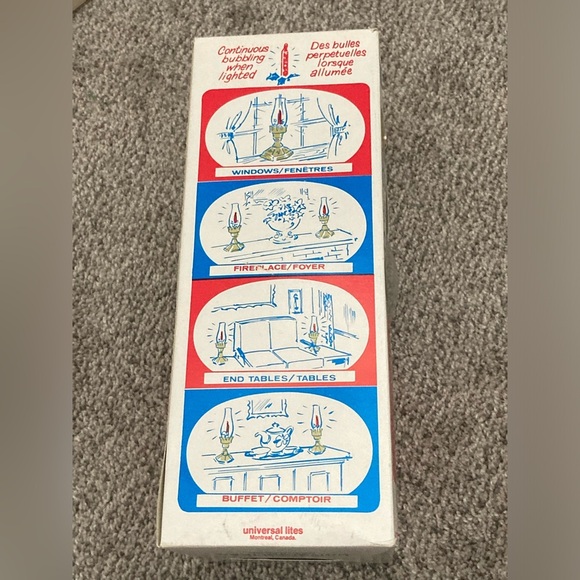 Continuous
bubbling
when
lighted
Des bulles
perpetuelles
lorsque
allumée
WINDOWS/FENÊTRES
FIREPLACE/FOYER
END TABLES/TABLES
BUFFET/COMPTOIR
universal lites
Montreal, Canada.